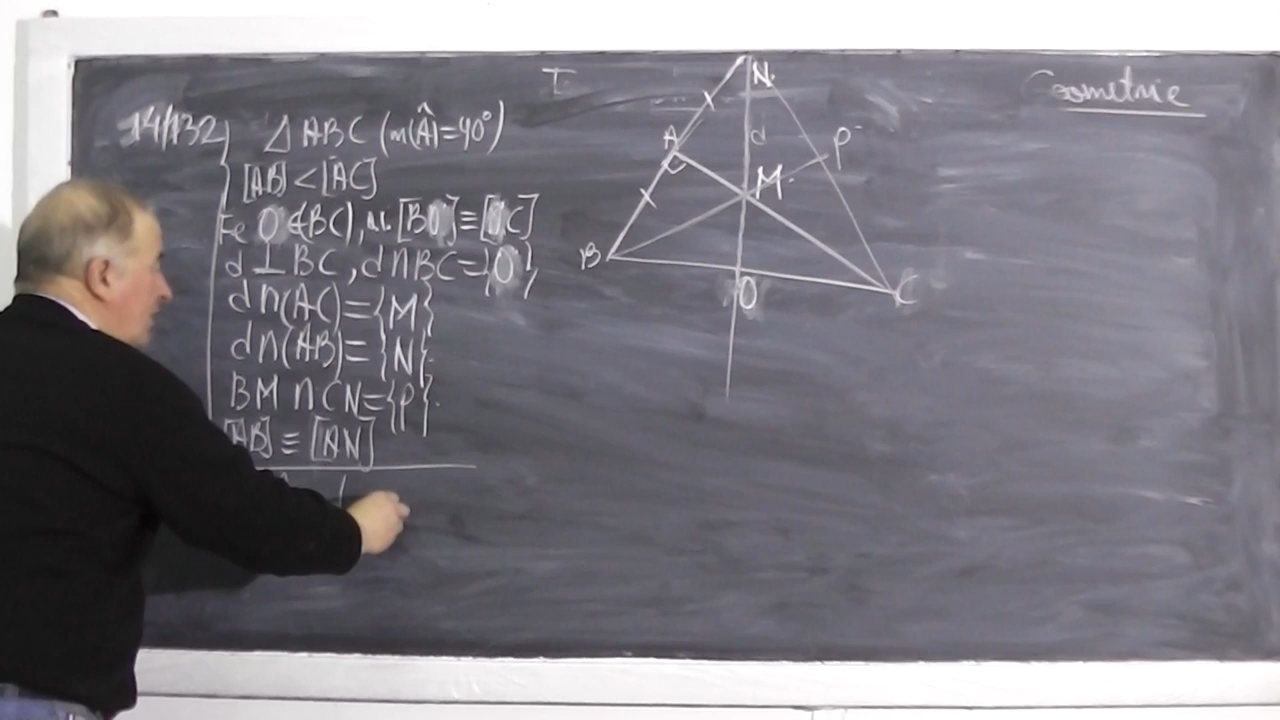 14/132) △ ABC (m(Â)=90°)
[AB] < [AC]
Fie O ∈ (BC), a.î. [BO] ≡ [OC]
d ⊥ BC, d ∩ BC = {O},
d ∩ (AC) = {M}
d ∩ (AB) = {N}.
BM ∩ CN = {P}.
[AB] ≡ [AN]
I
N
A
d
P
M
B
O
C
Geometrie